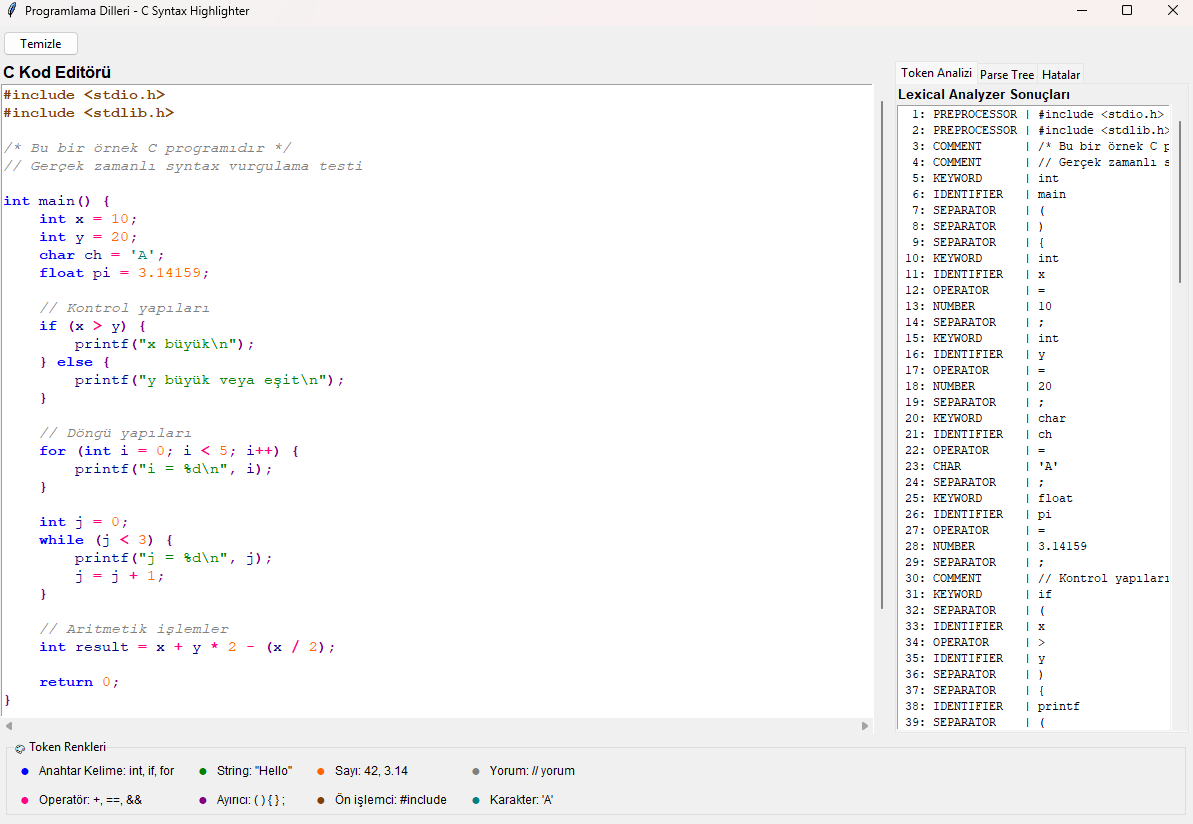 Programlama Dilleri - C Syntax Highlighter
Temizle
C Kod Editörü
#include <stdio.h>
#include <stdlib.h>
/* Bu bir örnek C programıdır */
// Gerçek zamanlı syntax vurgulama testi
int main() {
    int x = 10;
    int y = 20;
    char ch = 'A';
    float pi = 3.14159;
    // Kontrol yapıları
    if (x > y) {
        printf("x büyük\n");
    } else {
        printf("y büyük veya eşit\n");
    }
    // Döngü yapıları
    for (int i = 0; i < 5; i++) {
        printf("i = %d\n", i);
    }
    int j = 0;
    while (j < 3) {
        printf("j = %d\n", j);
        j = j + 1;
    }
    // Aritmetik işlemler
    int result = x + y * 2 - (x / 2);
    return 0;
}
Token Analizi Parse Tree Hatalar
Lexical Analyzer Sonuçları
1: PREPROCESSOR | #include <stdio.h>
2: PREPROCESSOR | #include <stdlib.h>
3: COMMENT | /* Bu bir örnek C p
4: COMMENT | // Gerçek zamanlı s
5: KEYWORD | int
6: IDENTIFIER | main
7: SEPARATOR | (
8: SEPARATOR | )
9: SEPARATOR | {
10: KEYWORD | int
11: IDENTIFIER | x
12: OPERATOR | =
13: NUMBER | 10
14: SEPARATOR | ;
15: KEYWORD | int
16: IDENTIFIER | y
17: OPERATOR | =
18: NUMBER | 20
19: SEPARATOR | ;
20: KEYWORD | char
21: IDENTIFIER | ch
22: OPERATOR | =
23: CHAR | 'A'
24: SEPARATOR | ;
25: KEYWORD | float
26: IDENTIFIER | pi
27: OPERATOR | =
28: NUMBER | 3.14159
29: SEPARATOR | ;
30: COMMENT | // Kontrol yapıları
31: KEYWORD | if
32: SEPARATOR | (
33: IDENTIFIER | x
34: OPERATOR | >
35: IDENTIFIER | y
36: SEPARATOR | )
37: SEPARATOR | {
38: IDENTIFIER | printf
39: SEPARATOR | (
Token Renkleri
Anahtar Kelime: int, if, for
String: "Hello"
Sayı: 42, 3.14
Yorum: // yorum
Operatör: +, ==, &&
Ayırıcı: ( ) { } ;
Ön işlemci: #include
Karakter: 'A'